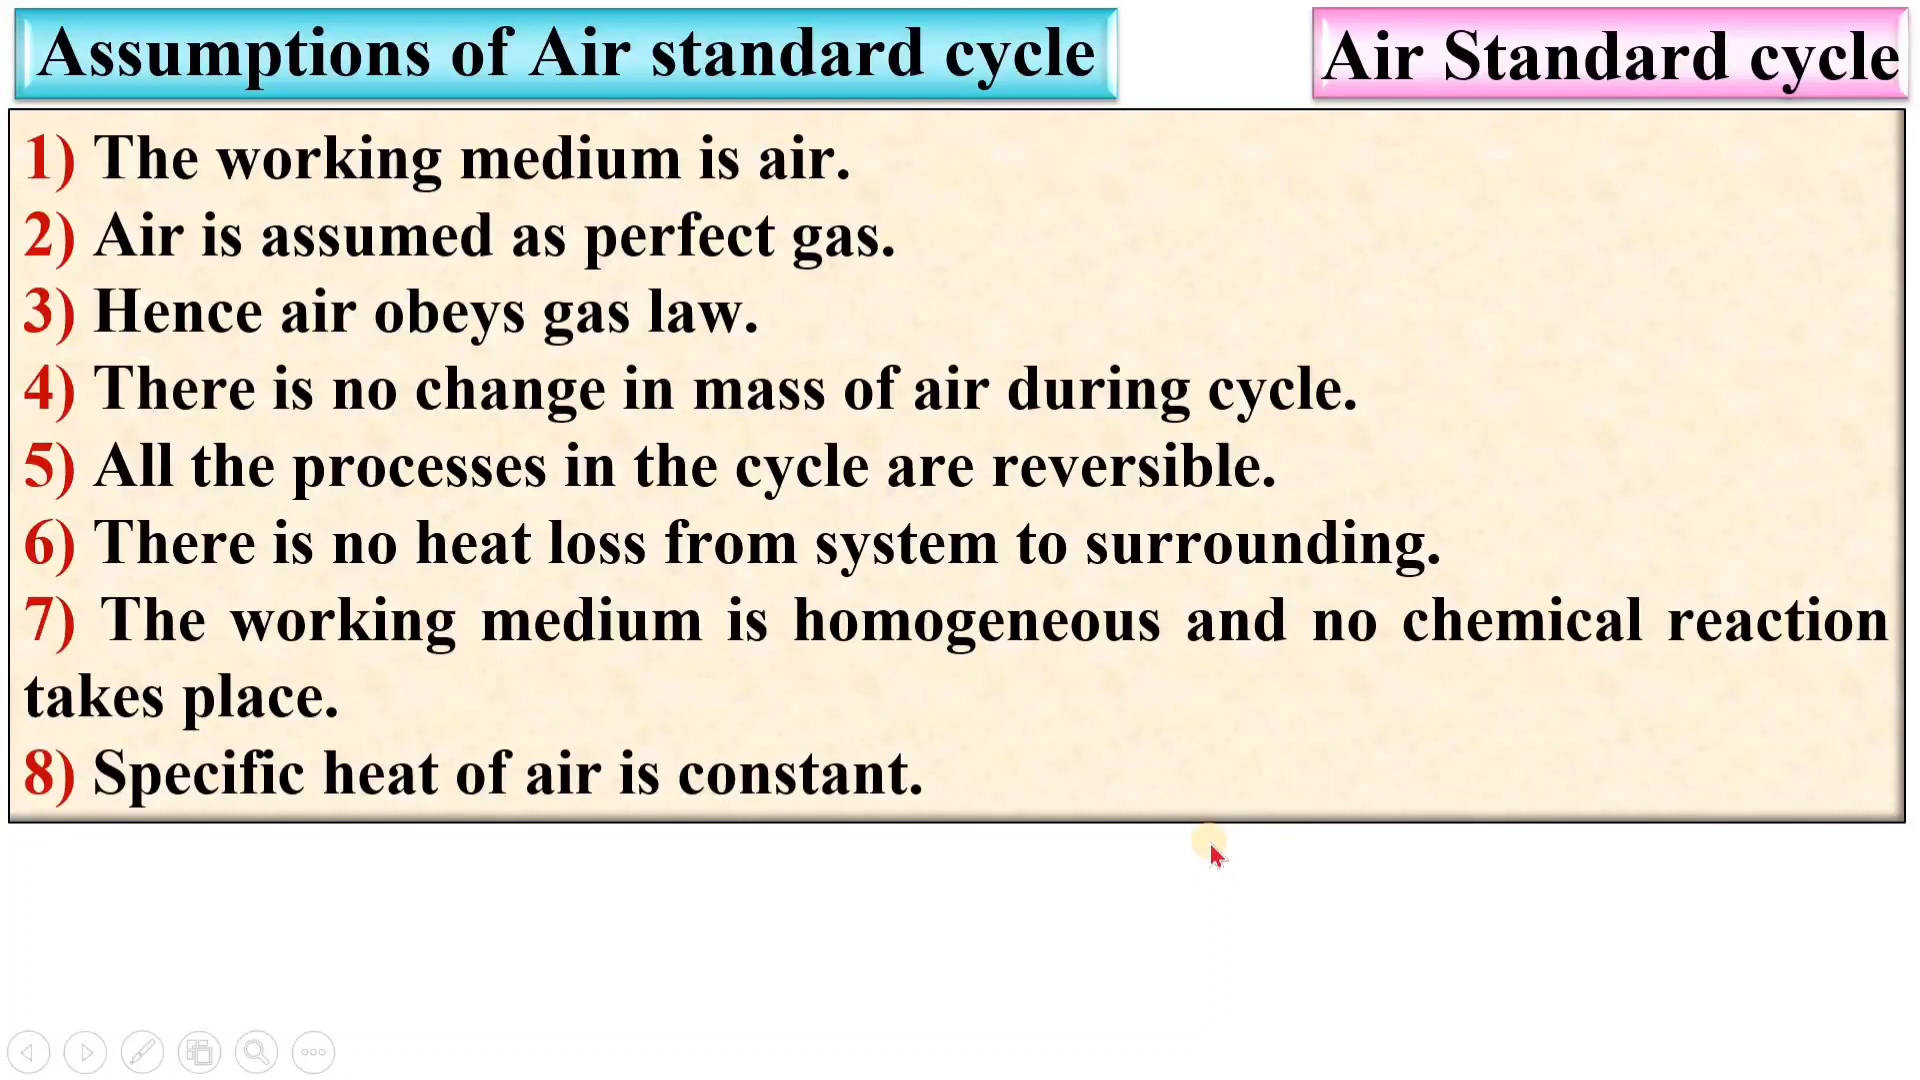 Assumptions of Air standard cycle
Air Standard cycle
1) The working medium is air.
2) Air is assumed as perfect gas.
3) Hence air obeys gas law.
4) There is no change in mass of air during cycle.
5) All the processes in the cycle are reversible.
6) There is no heat loss from system to surrounding.
7) The working medium is homogeneous and no chemical reaction
takes place.
8) Specific heat of air is constant.